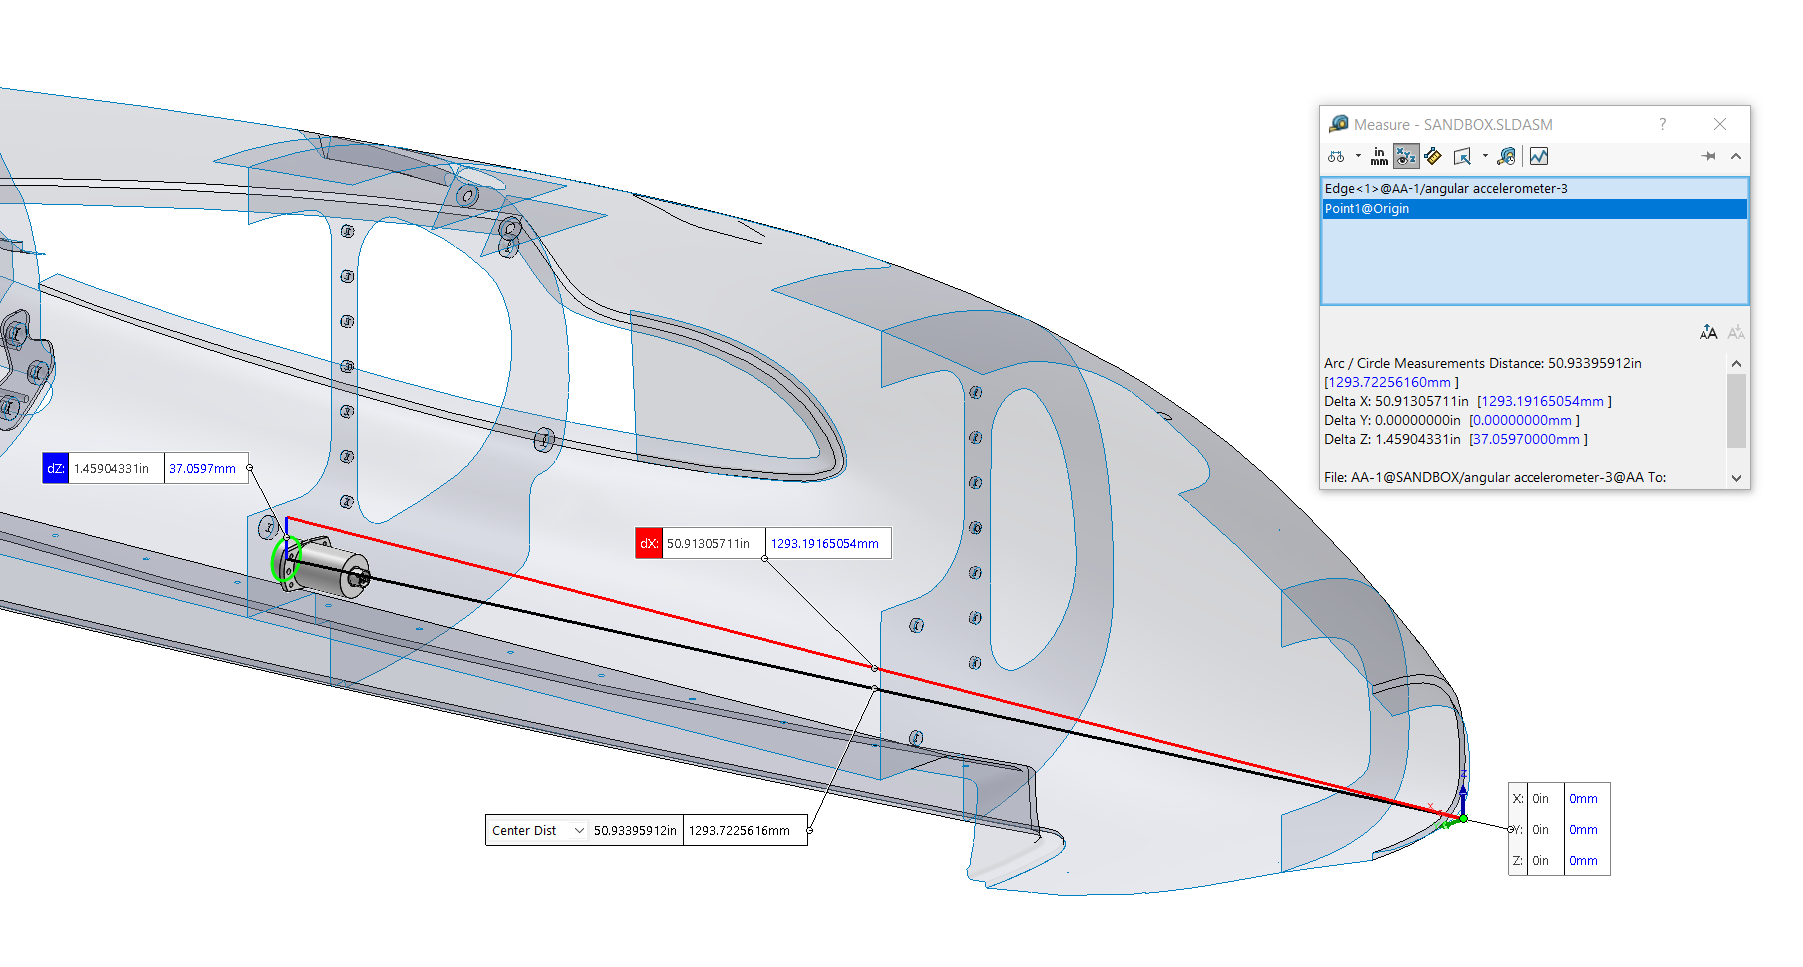 Measure - SANDBOX.SLDASM
?
in
mm
Edge<1>@AA-1/angular accelerometer-3
Point1@Origin
Arc / Circle Measurements Distance: 50.93395912in
[1293.72256160mm ]
Delta X: 50.91305711in [1293.19165054mm ]
Delta Y: 0.00000000in [0.00000000mm ]
Delta Z: 1.45904331in [37.05970000mm ]
File: AA-1@SANDBOX/angular accelerometer-3@AA To:
dZ: 1.45904331in 37.0597mm
dX: 50.91305711in 1293.19165054mm
Center Dist 50.93395912in 1293.7225616mm
X: 0in 0mm
Y: 0in 0mm
Z: 0in 0mm